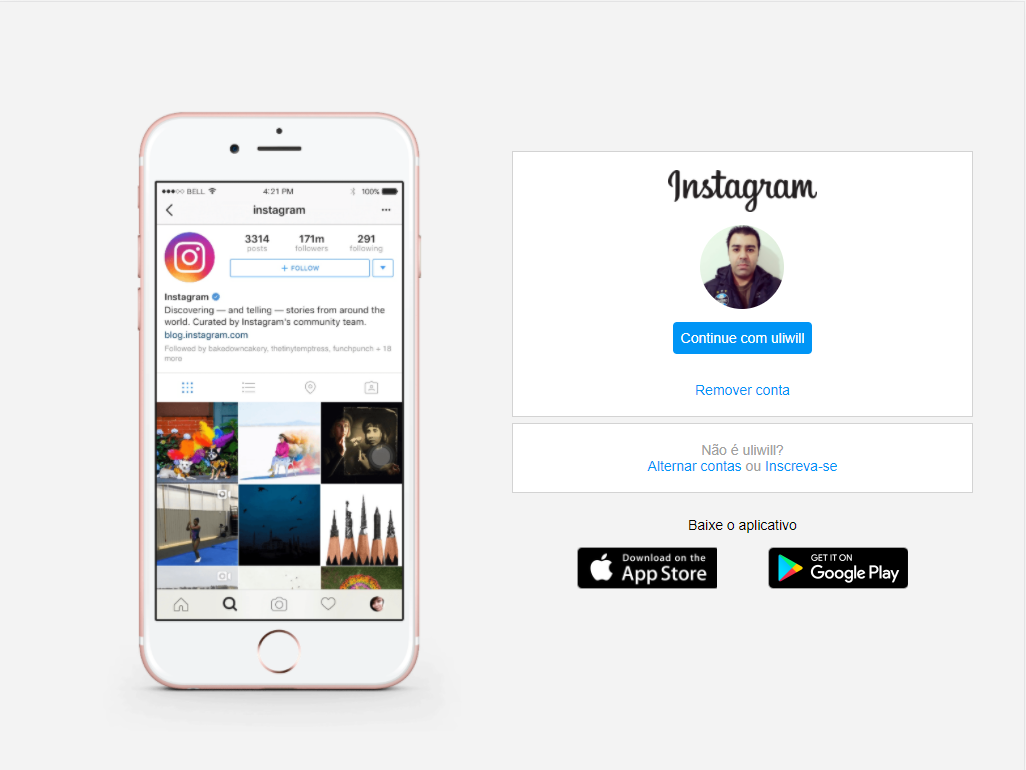 BELL
4:21 PM
100%
instagram
3314
posts
171m
followers
291
following
+ FOLLOW
Instagram
Discovering — and telling — stories from around the
world. Curated by Instagram's community team.
blog.instagram.com
Followed by bakadowncakery, thetinytemptress, funchpunch + 18
more
Instagram
Continue com uliwill
Remover conta
Não é uliwill?
Alternar contas ou Inscreva-se
Baixe o aplicativo
Download on the
App Store
GET IT ON
Google Play